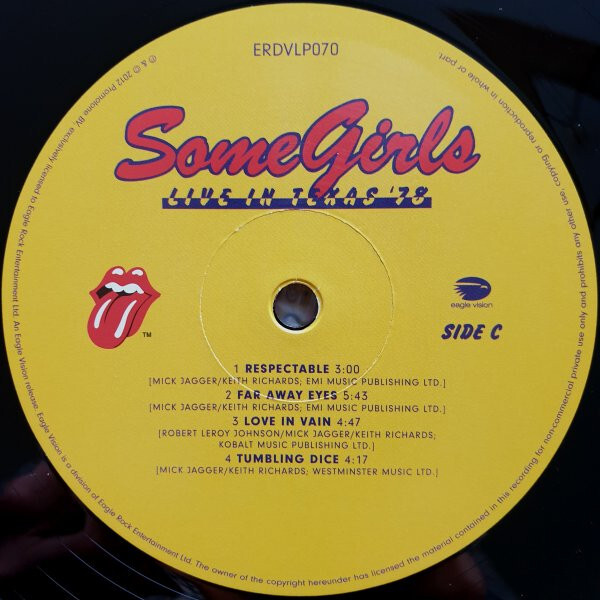 ERDVLP070
SomeGirls
LIVE IN TEXAS '78
TM
eagle vision
SIDE C
1 RESPECTABLE 3:00
[MICK JAGGER/KEITH RICHARDS; EMI MUSIC PUBLISHING LTD.]
2 FAR AWAY EYES 5:43
[MICK JAGGER/KEITH RICHARDS; EMI MUSIC PUBLISHING LTD.]
3 LOVE IN VAIN 4:47
[ROBERT LEROY JOHNSON/MICK JAGGER/KEITH RICHARDS;
KOBALT MUSIC PUBLISHING LTD.]
4 TUMBLING DICE 4:17
[MICK JAGGER/KEITH RICHARDS; WESTMINSTER MUSIC LTD.]
℗ & © 2012 Promotone BV, exclusively licensed to Eagle Rock Entertainment Ltd. An Eagle Vision release. Eagle Vision is a division of Eagle Rock Entertainment Ltd. The owner of the copyright hereunder has licensed the material contained in this recording for non-commercial private use only and prohibits any other use, copying or reproduction in whole or part.